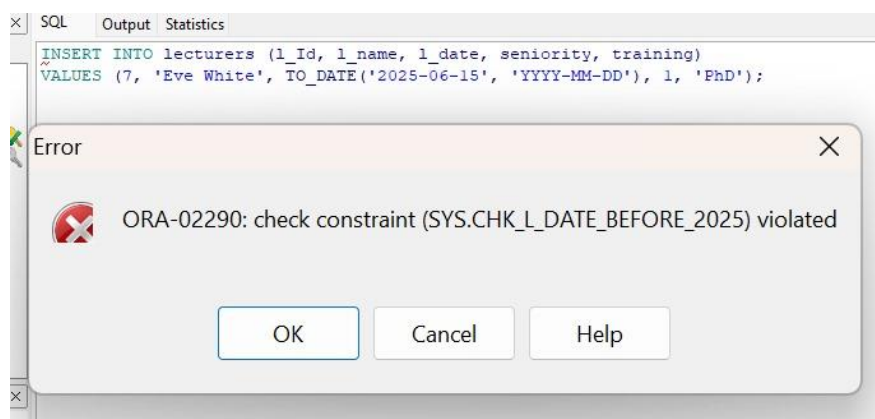 SQL Output Statistics
INSERT INTO lecturers (l_Id, l_name, l_date, seniority, training)
VALUES (7, 'Eve White', TO_DATE('2025-06-15', 'YYYY-MM-DD'), 1, 'PhD');
Error
ORA-02290: check constraint (SYS.CHK_L_DATE_BEFORE_2025) violated
OK Cancel Help